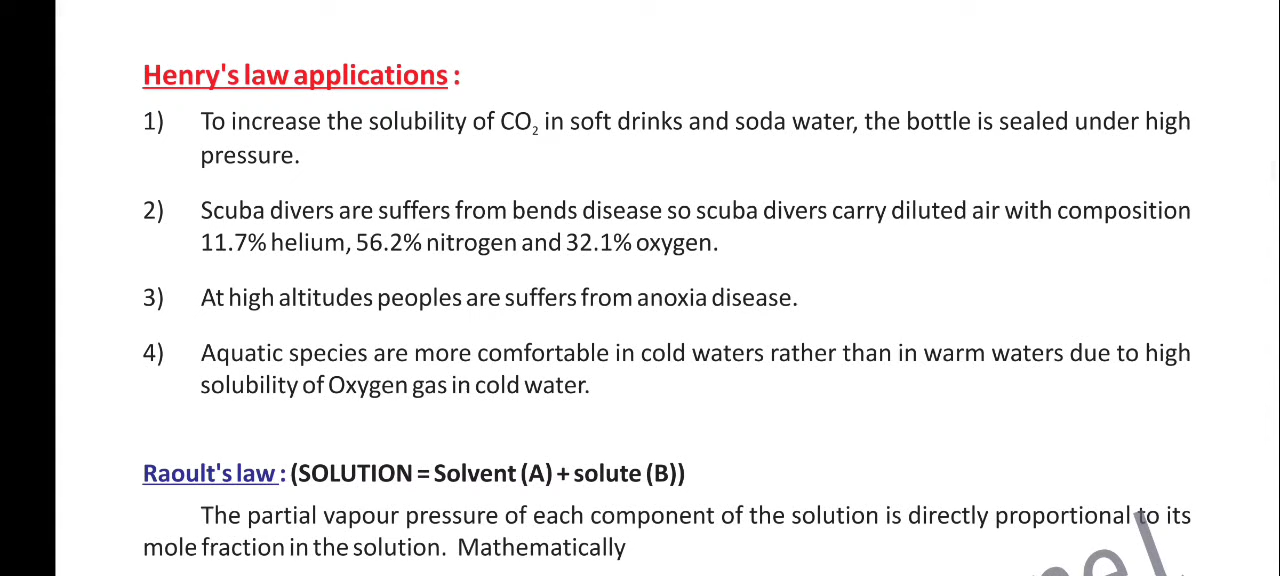 Henry's law applications :
1) To increase the solubility of CO₂ in soft drinks and soda water, the bottle is sealed under high
pressure.
2) Scuba divers are suffers from bends disease so scuba divers carry diluted air with composition
11.7% helium, 56.2% nitrogen and 32.1% oxygen.
3) At high altitudes peoples are suffers from anoxia disease.
4) Aquatic species are more comfortable in cold waters rather than in warm waters due to high
solubility of Oxygen gas in cold water.
Raoult's law : (SOLUTION = Solvent (A) + solute (B))
The partial vapour pressure of each component of the solution is directly proportional to its
mole fraction in the solution. Mathematically